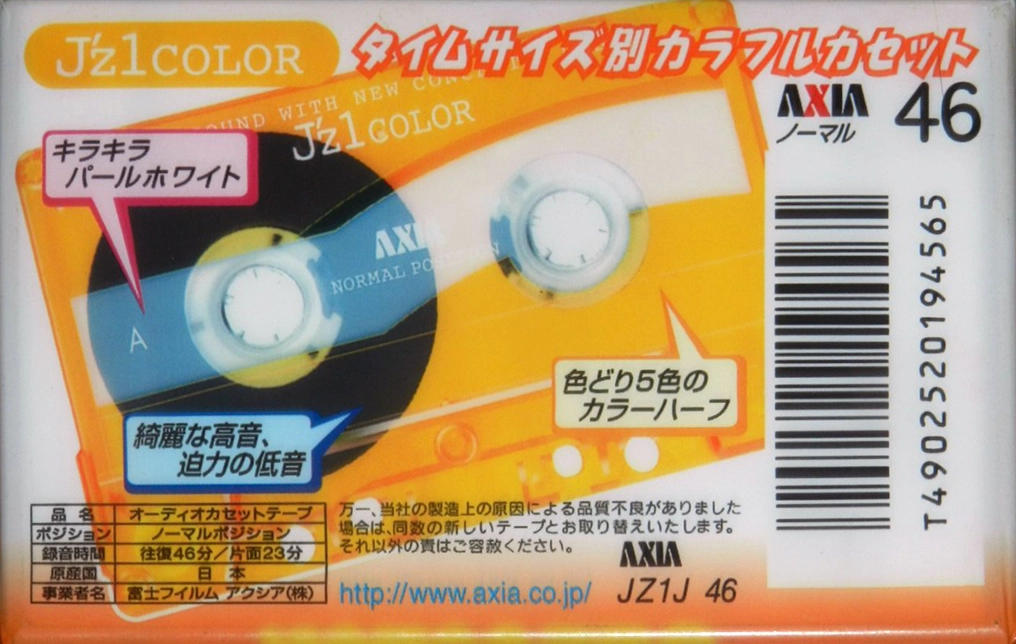 J'z1COLOR
タイムサイズ別カラフルカセット
AXIA
ノーマル
46
SOUND WITH NEW CONCE
J'z1COLOR
キラキラ
パールホワイト
AXIA
NORMAL POSITION
A
色どり5色の
カラーハーフ
綺麗な高音、
迫力の低音
T4902520194565
品 名 オーディオカセットテープ
ポジション ノーマルポジション
録音時間 往復46分/片面23分
原産国 日 本
事業者名 富士フイルム アクシア(株)
万一、当社の製造上の原因による品質不良がありました
場合は、同数の新しいテープとお取り替えいたします。
それ以外の責はご容赦ください。
AXIA
http://www.axia.co.jp/ JZ1J 46